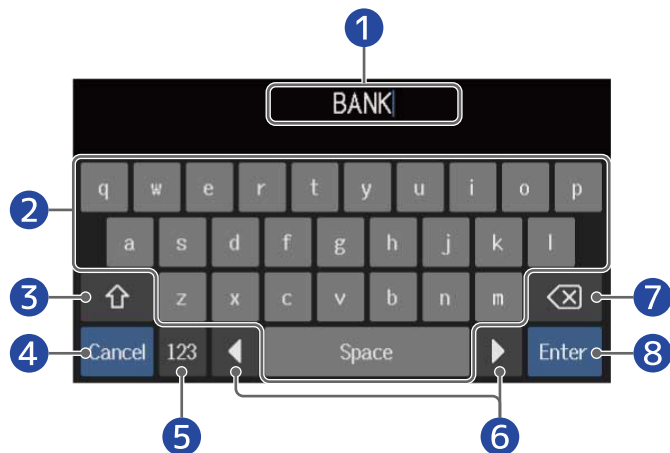 1
BANK
2
q w e r t y u i o p
a s d f g h j k l
3
z x c v b n m
7
4
Cancel 123 Space Enter
8
5
6